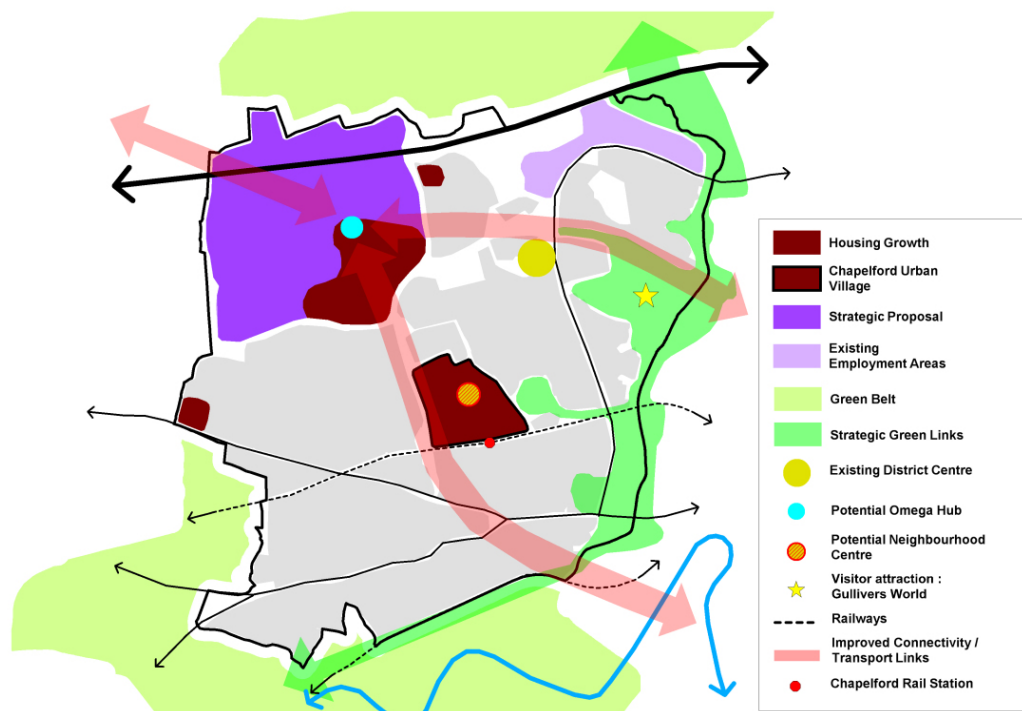 Housing Growth
Chapelford Urban
Village
Strategic Proposal
Existing
Employment Areas
Green Belt
Strategic Green Links
Existing District Centre
Potential Omega Hub
Potential Neighbourhood
Centre
Visitor attraction :
Gullivers World
Railways
Improved Connectivity /
Transport Links
Chapelford Rail Station